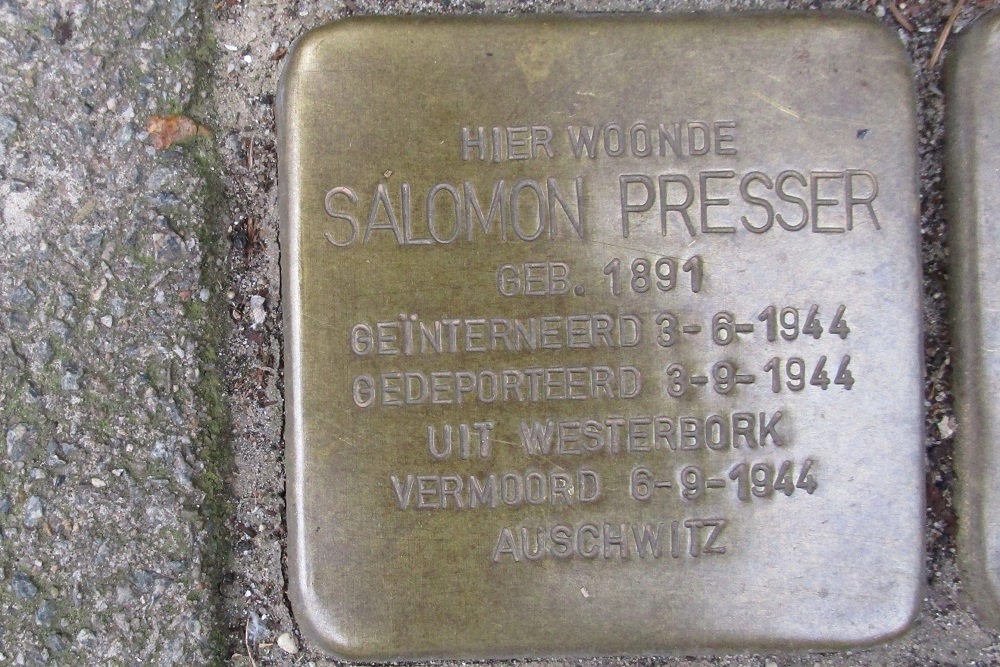 HIER WOONDE
SALOMON PRESSER
GEB. 1891
GEÏNTERNEERD 3-6-1944
GEDEPORTEERD 3-9-1944
UIT WESTERBORK
VERMOORD 6-9-1944
AUSCHWITZ